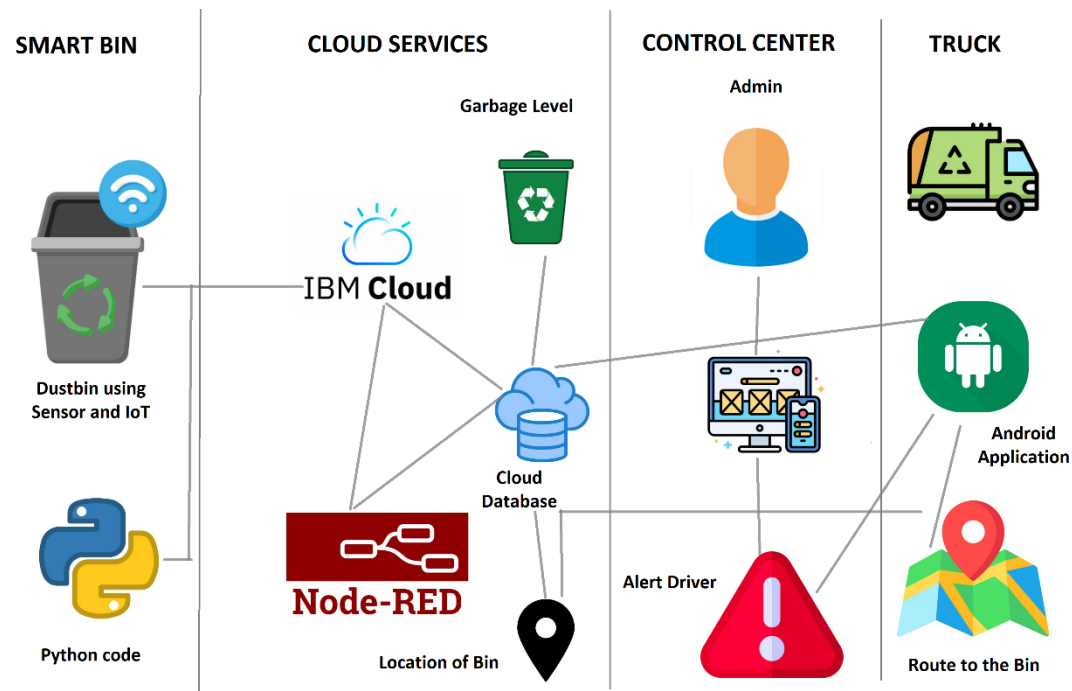 SMART BIN
CLOUD SERVICES
CONTROL CENTER
TRUCK
Garbage Level
Admin
IBM Cloud
Dustbin using
Sensor and IoT
Android
Application
Cloud
Database
Node-RED
Alert Driver
Python code
Location of Bin
Route to the Bin